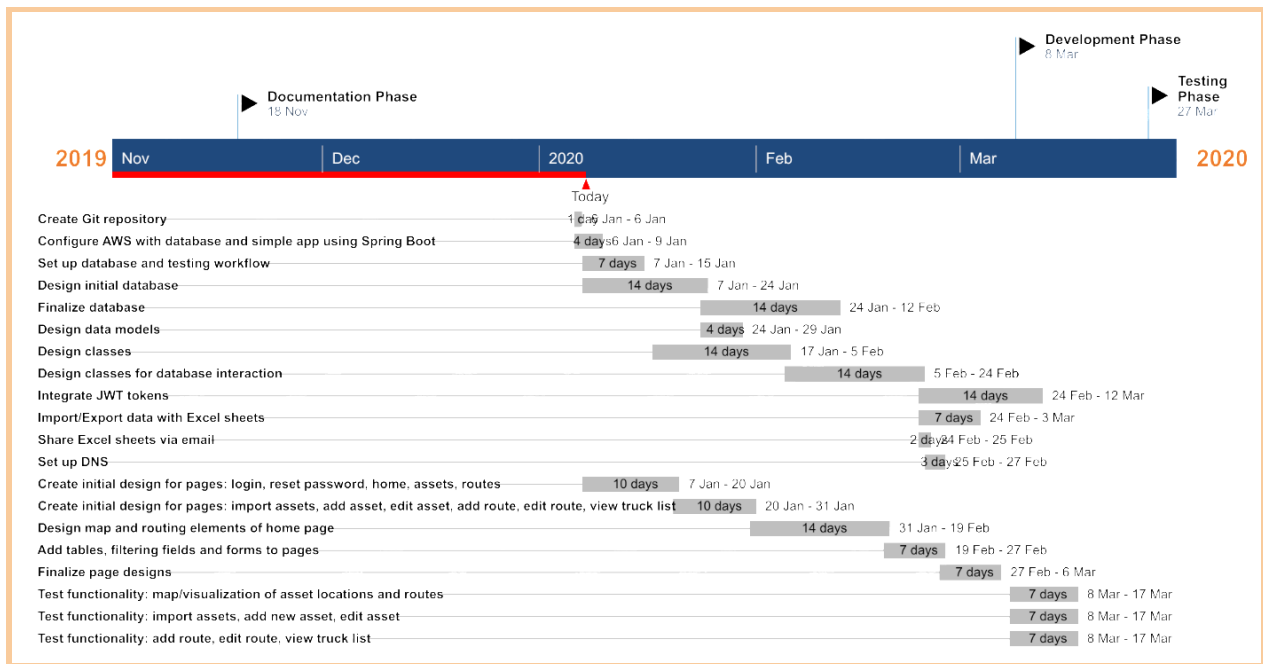 Development Phase
8 Mar
Testing
Phase
27 Mar
Documentation Phase
18 Nov
2019 Nov Dec 2020 Feb Mar 2020
Today
Create Git repository 1 day 6 Jan - 6 Jan
Configure AWS with database and simple app using Spring Boot 4 days 6 Jan - 9 Jan
Set up database and testing workflow 7 days 7 Jan - 15 Jan
Design initial database 14 days 7 Jan - 24 Jan
Finalize database 14 days 24 Jan - 12 Feb
Design data models 4 days 24 Jan - 29 Jan
Design classes 14 days 17 Jan - 5 Feb
Design classes for database interaction 14 days 5 Feb - 24 Feb
Integrate JWT tokens 14 days 24 Feb - 12 Mar
Import/Export data with Excel sheets 7 days 24 Feb - 3 Mar
Share Excel sheets via email 2 days 24 Feb - 25 Feb
Set up DNS 3 days 25 Feb - 27 Feb
Create initial design for pages: login, reset password, home, assets, routes 10 days 7 Jan - 20 Jan
Create initial design for pages: import assets, add asset, edit asset, add route, edit route, view truck list 10 days 20 Jan - 31 Jan
Design map and routing elements of home page 14 days 31 Jan - 19 Feb
Add tables, filtering fields and forms to pages 7 days 19 Feb - 27 Feb
Finalize page designs 7 days 27 Feb - 6 Mar
Test functionality: map/visualization of asset locations and routes 7 days 8 Mar - 17 Mar
Test functionality: import assets, add new asset, edit asset 7 days 8 Mar - 17 Mar
Test functionality: add route, edit route, view truck list 7 days 8 Mar - 17 Mar